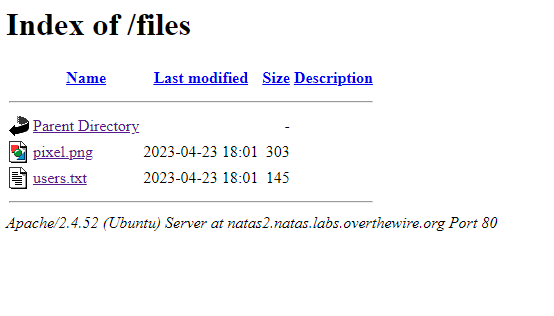 Index of /files
Name Last modified Size Description
Parent Directory -
pixel.png 2023-04-23 18:01 303
users.txt 2023-04-23 18:01 145
Apache/2.4.52 (Ubuntu) Server at natas2.natas.labs.overthewire.org Port 80